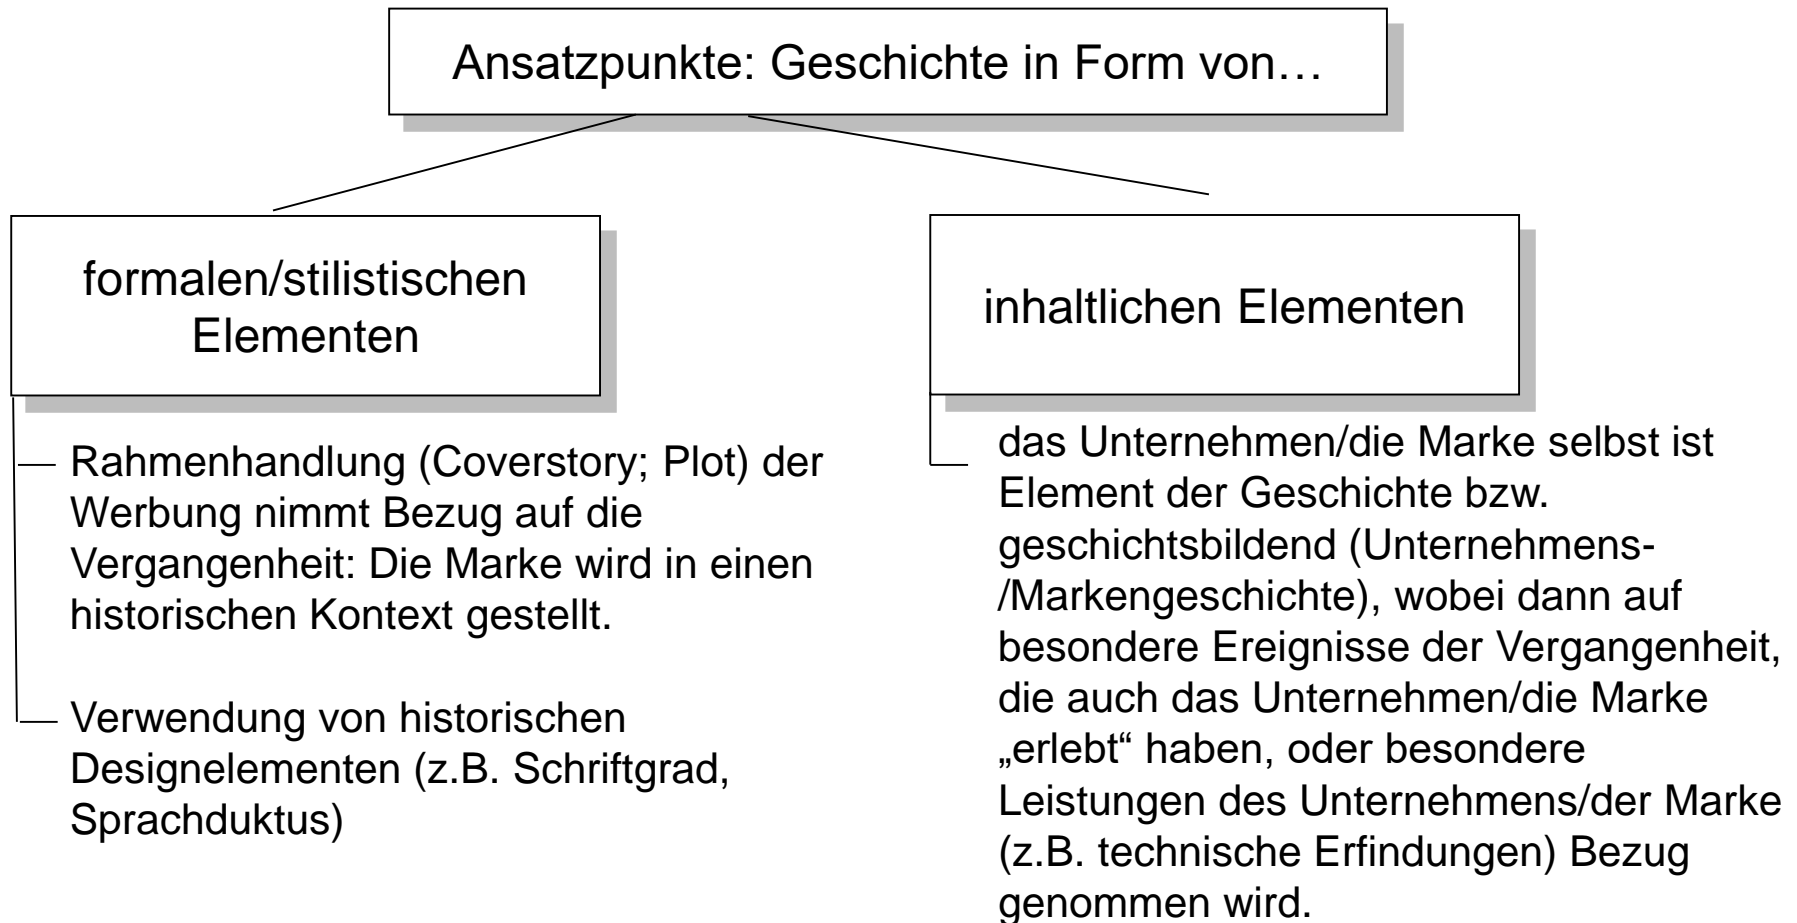 Ansatzpunkte: Geschichte in Form von…
formalen/stilistischen
Elementen
Rahmenhandlung (Coverstory; Plot) der
Werbung nimmt Bezug auf die
Vergangenheit: Die Marke wird in einen
historischen Kontext gestellt.
Verwendung von historischen
Designelementen (z.B. Schriftgrad,
Sprachduktus)
inhaltlichen Elementen
das Unternehmen/die Marke selbst ist
Element der Geschichte bzw.
geschichtsbildend (Unternehmens-
/Markengeschichte), wobei dann auf
besondere Ereignisse der Vergangenheit,
die auch das Unternehmen/die Marke
„erlebt“ haben, oder besondere
Leistungen des Unternehmens/der Marke
(z.B. technische Erfindungen) Bezug
genommen wird.